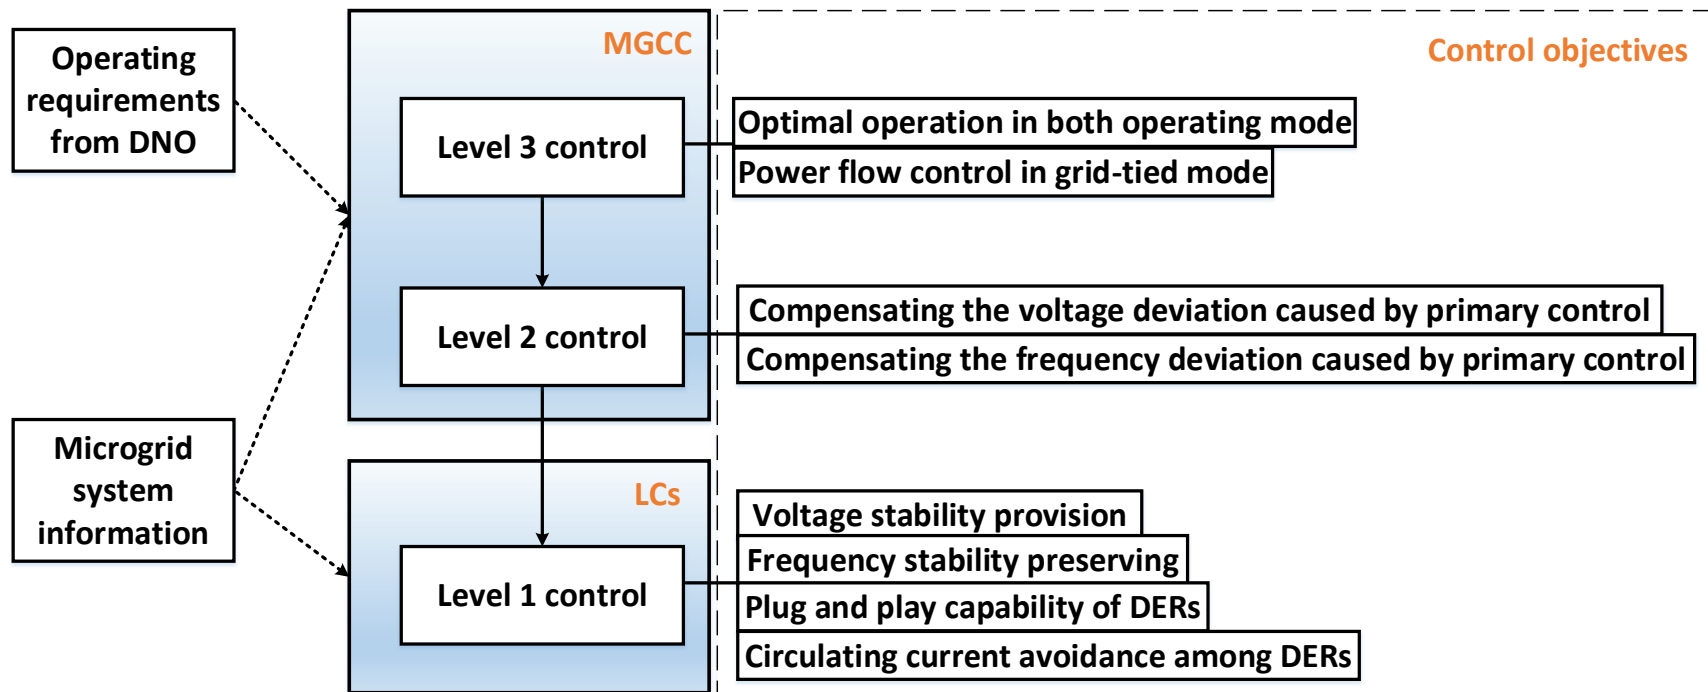 Operating
requirements
from DNO
Microgrid
system
information
MGCC
Level 3 control
Level 2 control
LCs
Level 1 control
Control objectives
Optimal operation in both operating mode
Power flow control in grid-tied mode
Compensating the voltage deviation caused by primary control
Compensating the frequency deviation caused by primary control
Voltage stability provision
Frequency stability preserving
Plug and play capability of DERs
Circulating current avoidance among DERs